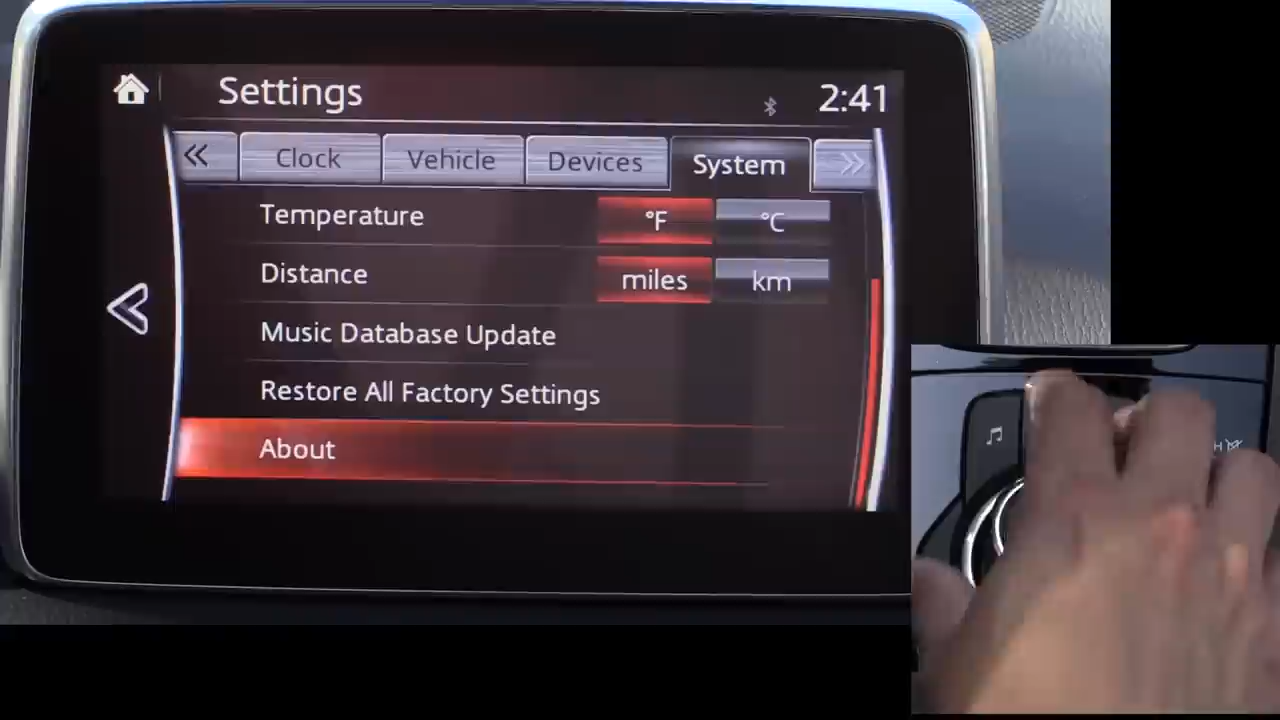 Settings
2:41
Clock
Vehicle
Devices
System
Temperature
°F
°C
Distance
miles
km
Music Database Update
Restore All Factory Settings
About